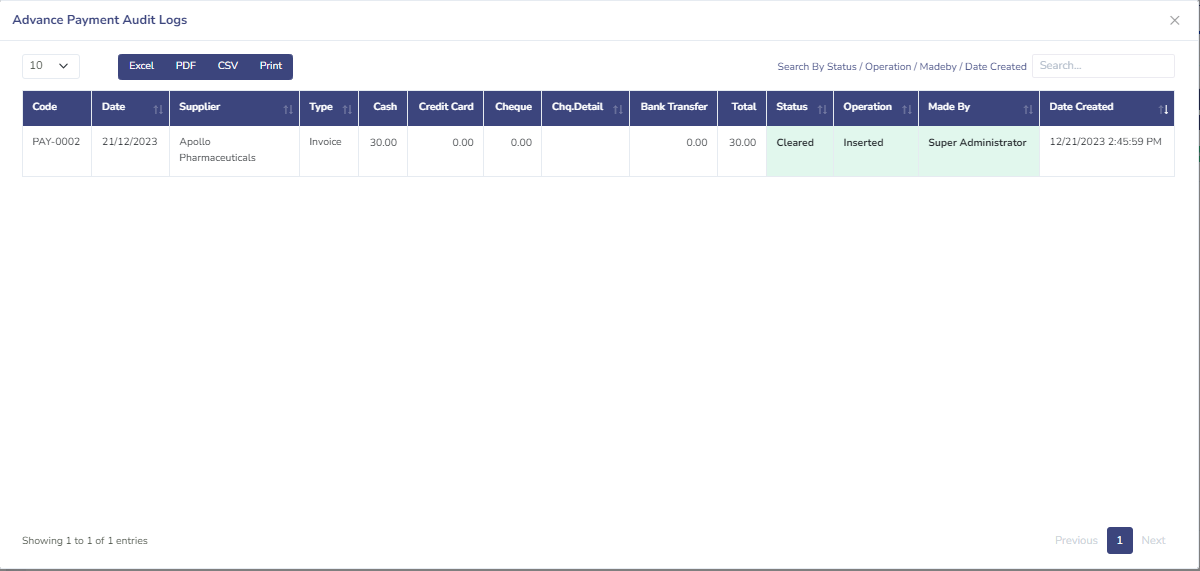 Advance Payment Audit Logs
10 Excel PDF CSV Print Search By Status / Operation / Madeby / Date Created Search...
Code Date Supplier Type Cash Credit Card Cheque Chq.Detail Bank Transfer Total Status Operation Made By Date Created
PAY-0002 21/12/2023 Apollo Invoice 30.00 0.00 0.00 0.00 30.00 Cleared Inserted Super Administrator 12/21/2023 2:45:59 PM
Pharmaceuticals
Showing 1 to 1 of 1 entries Previous 1 Next